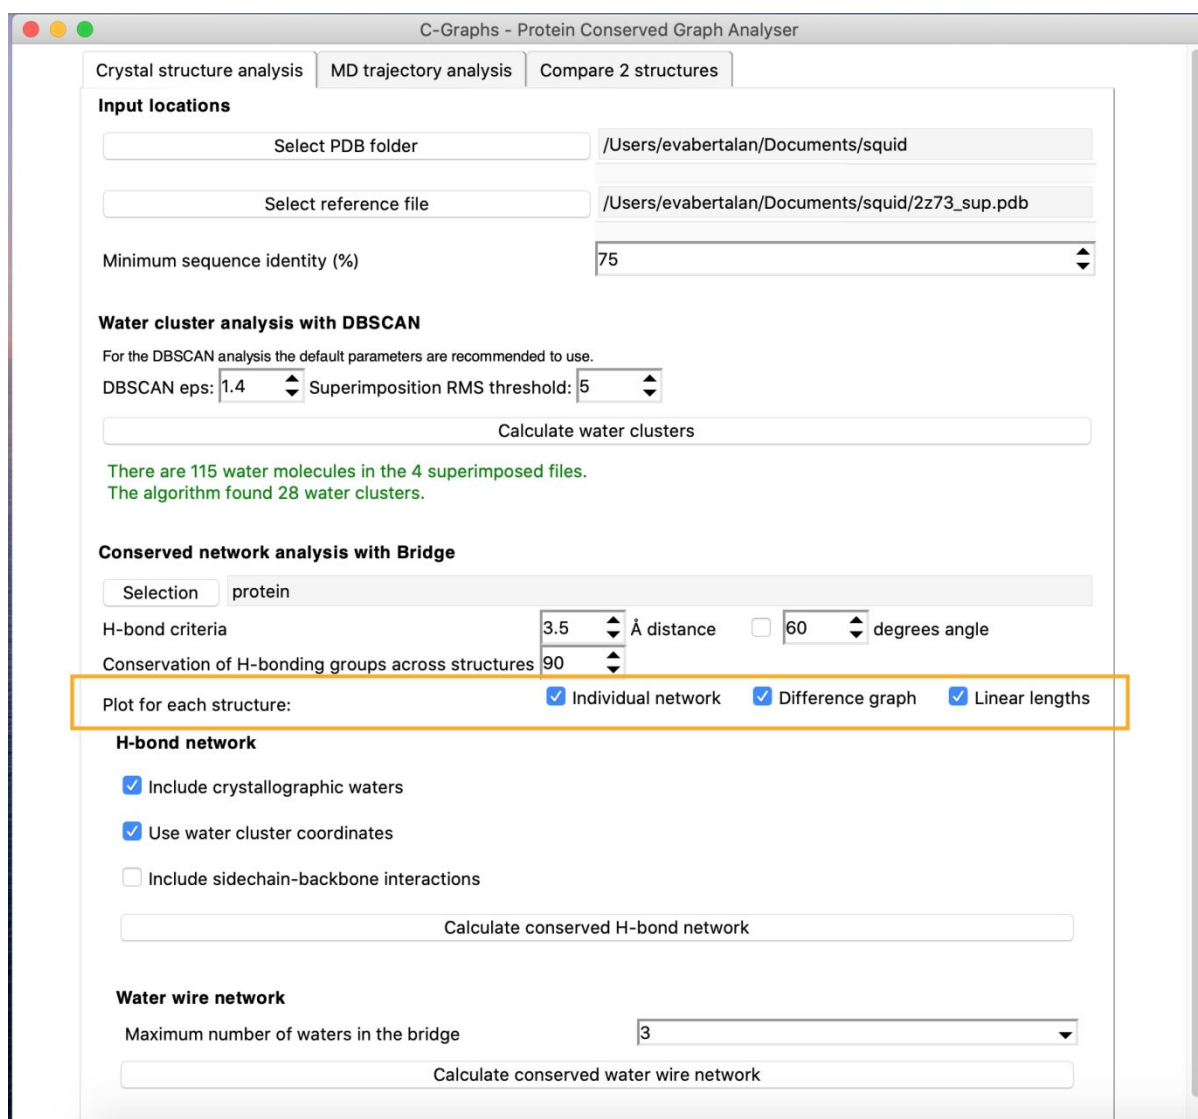 C-Graphs - Protein Conserved Graph Analyser
Crystal structure analysis MD trajectory analysis Compare 2 structures
Input locations
Select PDB folder /Users/evabertalan/Documents/squid
Select reference file /Users/evabertalan/Documents/squid/2z73_sup.pdb
Minimum sequence identity (%) 75
Water cluster analysis with DBSCAN
For the DBSCAN analysis the default parameters are recommended to use.
DBSCAN eps: 1.4 Superimposition RMS threshold: 5
Calculate water clusters
There are 115 water molecules in the 4 superimposed files.
The algorithm found 28 water clusters.
Conserved network analysis with Bridge
Selection protein
H-bond criteria 3.5 Å distance 60 degrees angle
Conservation of H-bonding groups across structures 90
Plot for each structure: Individual network Difference graph Linear lengths
H-bond network
Include crystallographic waters
Use water cluster coordinates
Include sidechain-backbone interactions
Calculate conserved H-bond network
Water wire network
Maximum number of waters in the bridge 3
Calculate conserved water wire network